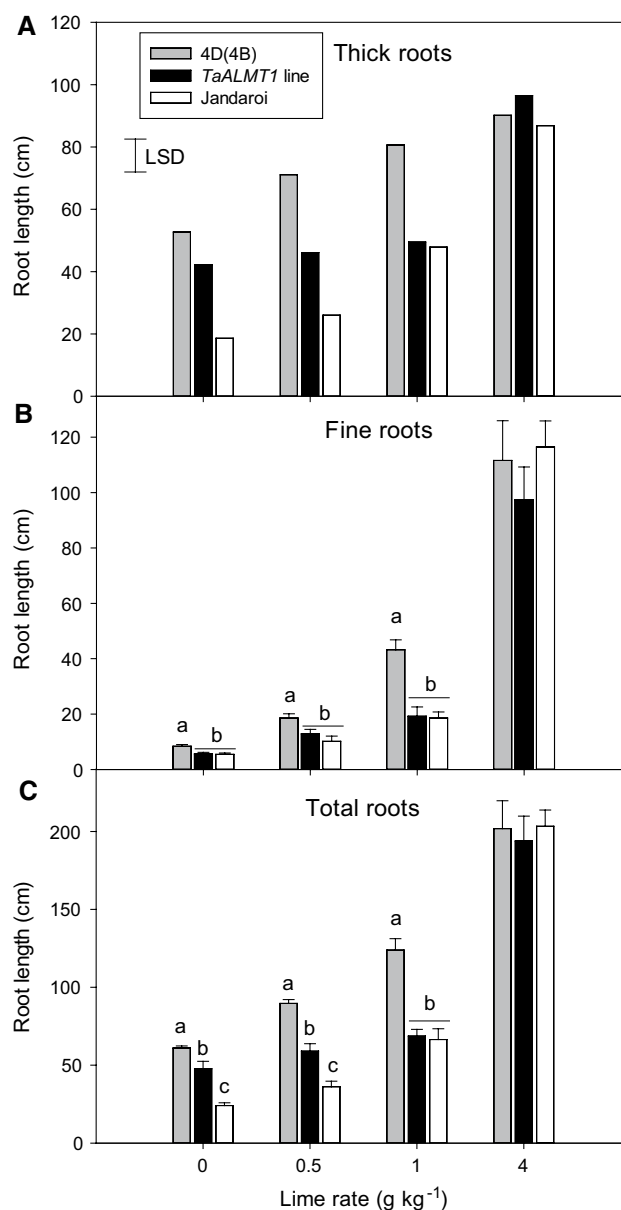 A
Thick roots
4D(4B)
TaALMT1 line
Jandaroi
LSD
Root length (cm)
120
100
80
60
40
20
0
B
Fine roots
Root length (cm)
120
100
80
60
40
20
0
a
b
a
b
a
b
C
Total roots
Root length (cm)
200
150
100
50
0
a
b
c
a
b
c
a
b
0 0.5 1 4
Lime rate (g kg⁻¹)